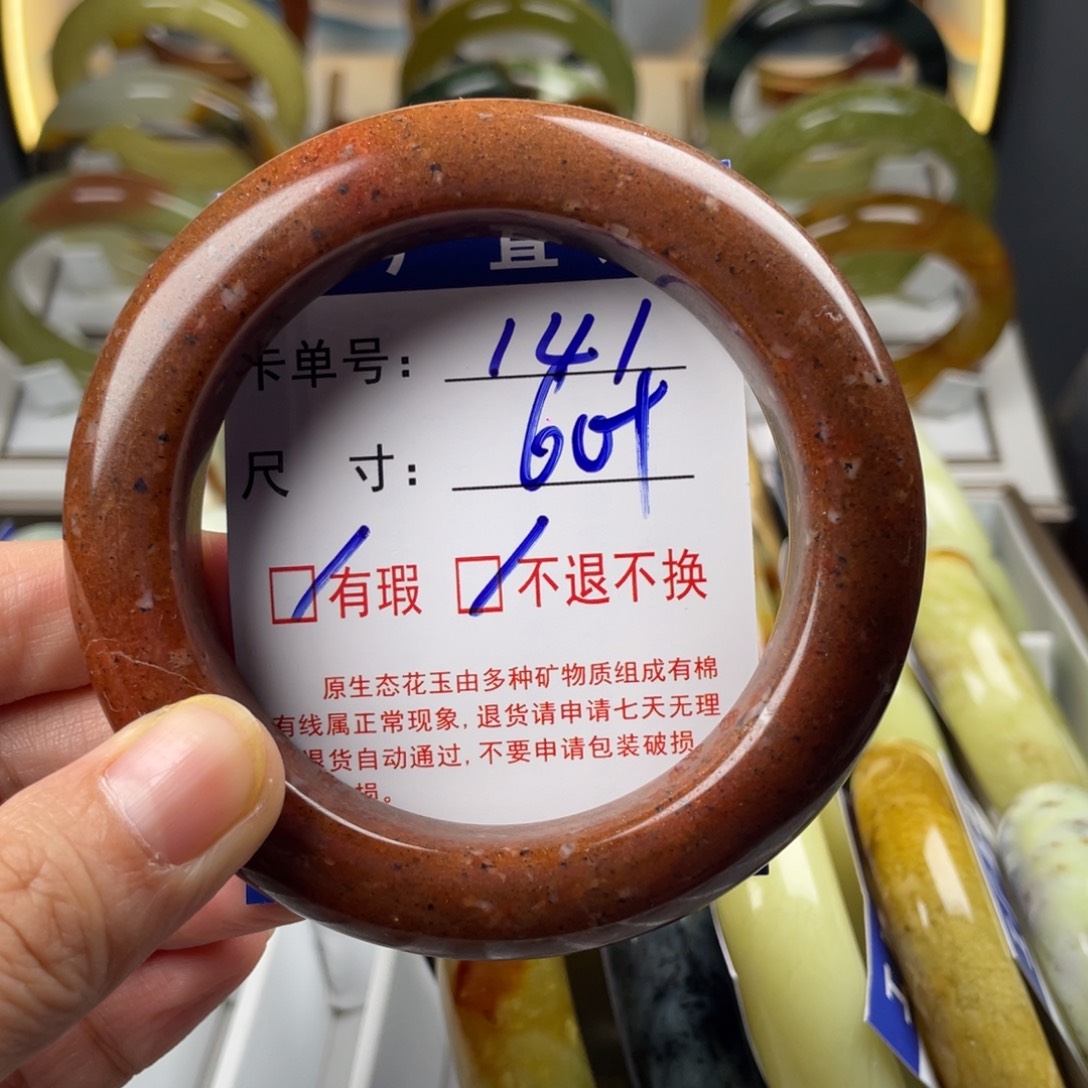 宜
卡单号: 141
尺 寸: 60+
有瑕 不退不换
原生态花玉由多种矿物质组成有棉
有线属正常现象,退货请申请七天无理
退货自动通过,不要申请包装破损
损。